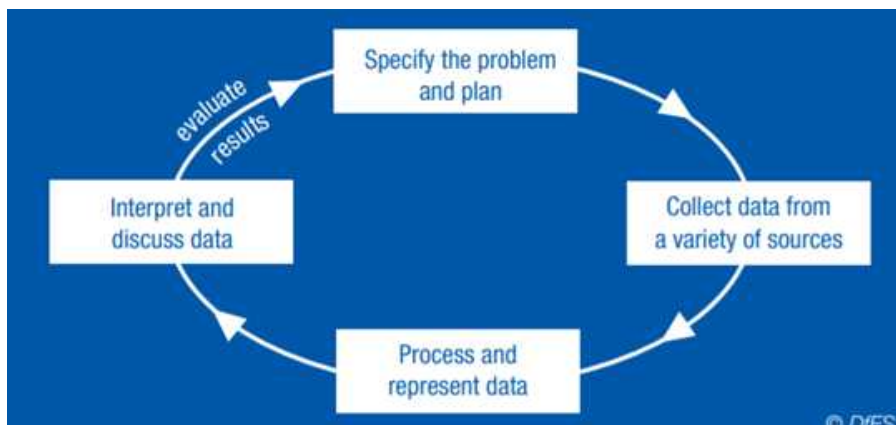 Specify the problem
and plan
evaluate
results
Collect data from
a variety of sources
Process and
represent data
Interpret and
discuss data
© DfES